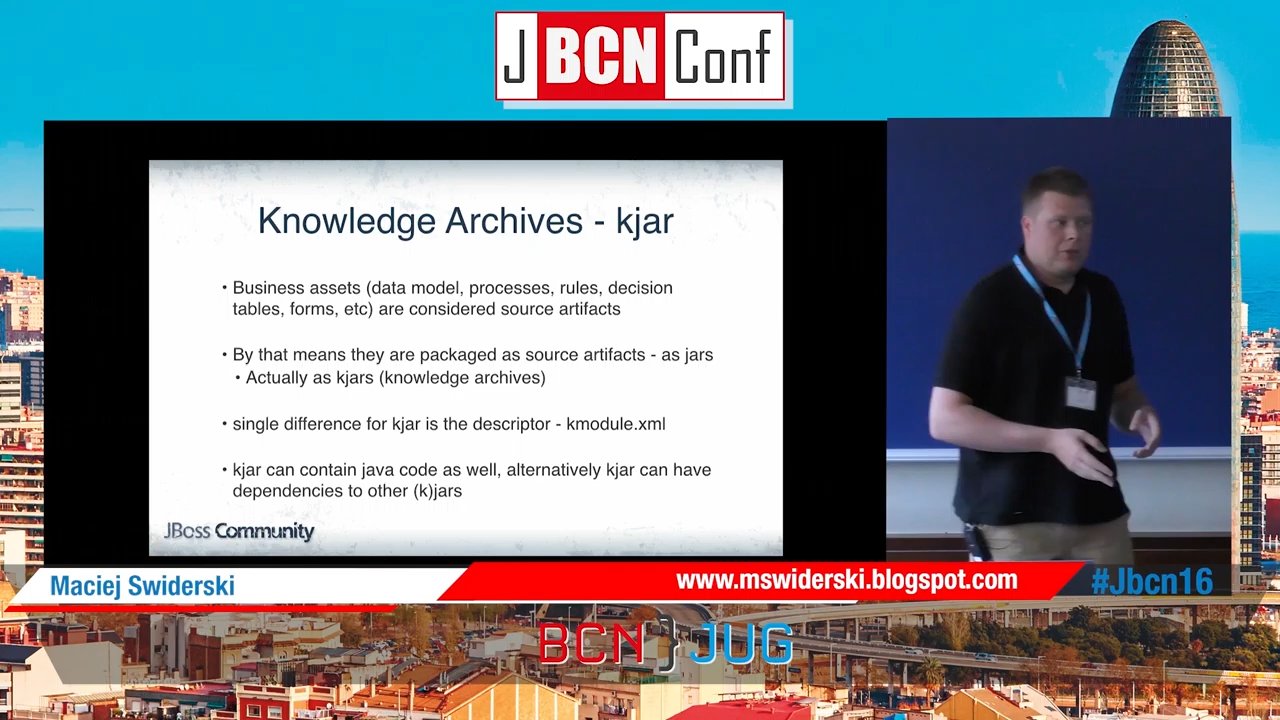 J BCN Conf
Knowledge Archives - kjar
• Business assets (data model, processes, rules, decision
tables, forms, etc) are considered source artifacts
• By that means they are packaged as source artifacts - as jars
• Actually as kjars (knowledge archives)
• single difference for kjar is the descriptor - kmodule.xml
• kjar can contain java code as well, alternatively kjar can have
dependencies to other (k)jars
JBoss Community
Maciej Swiderski
www.mswiderski.blogspot.com
#Jbcn16
BCN JUG